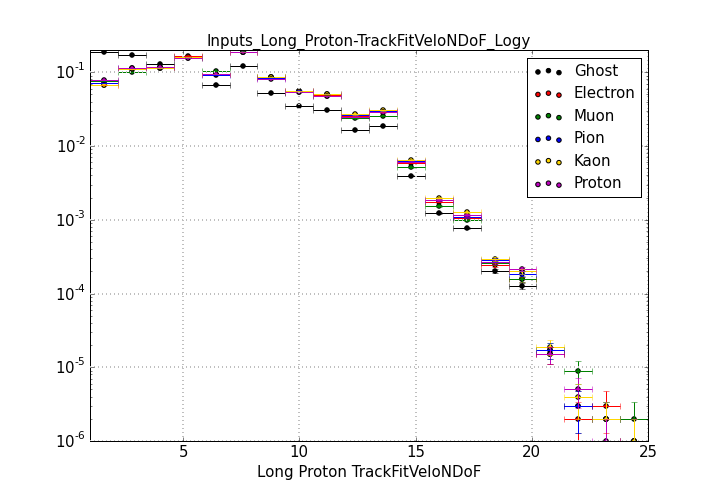 Inputs_Long_Proton-TrackFitVeloNDoF_Logy
10^-1
10^-2
10^-3
10^-4
10^-5
10^-6
Ghost
Electron
Muon
Pion
Kaon
Proton
5 10 15 20 25
Long Proton TrackFitVeloNDoF